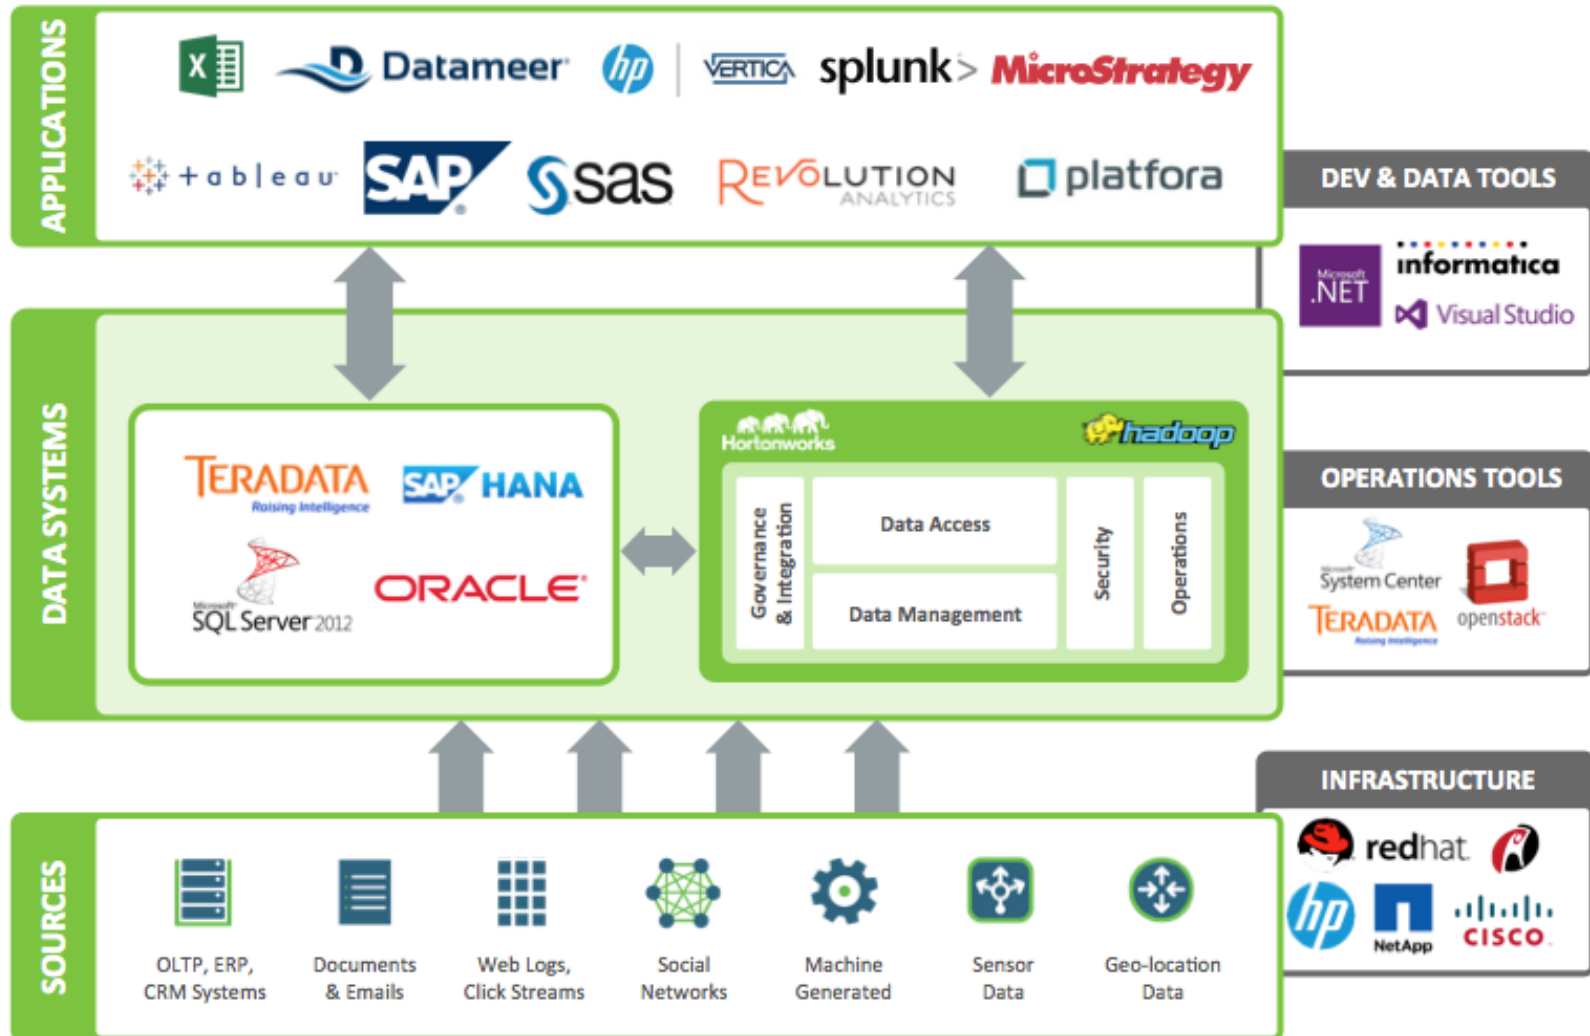 APPLICATIONS
X
D Datameer
hp VERTICA splunk> MicroStrategy
+ a b | e a u SAP sas REVOLUTION platfora
ANALYTICS
DEV & DATA TOOLS
Microsoft
.NET
informatica
Visual Studio
DATA SYSTEMS
TERADATA
Raising Intelligence
SAP HANA
Microsoft
SQL Server 2012
ORACLE
Hortonworks
hadoop
Governance
& Integration
Data Access
Data Management
Security
Operations
OPERATIONS TOOLS
Microsoft
System Center
TERADATA
Raising Intelligence
openstack
SOURCES
OLTP, ERP,
CRM Systems
Documents
& Emails
Web Logs,
Click Streams
Social
Networks
Machine
Generated
Sensor
Data
Geo-location
Data
INFRASTRUCTURE
redhat.
hp
NetApp
CISCO